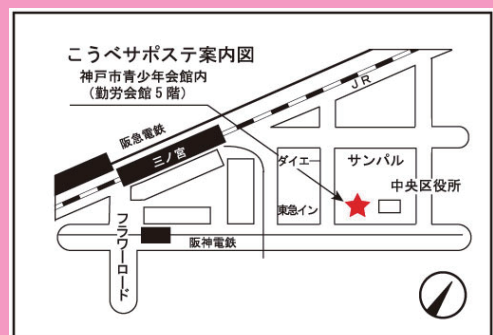 こうべサポステ案内図
神戸市青少年会館内
（勤労会館5階）
JR
阪急電鉄
三ノ宮
ダイエー
サンパル
中央区役所
東急イン
フラワーロード
阪神電鉄